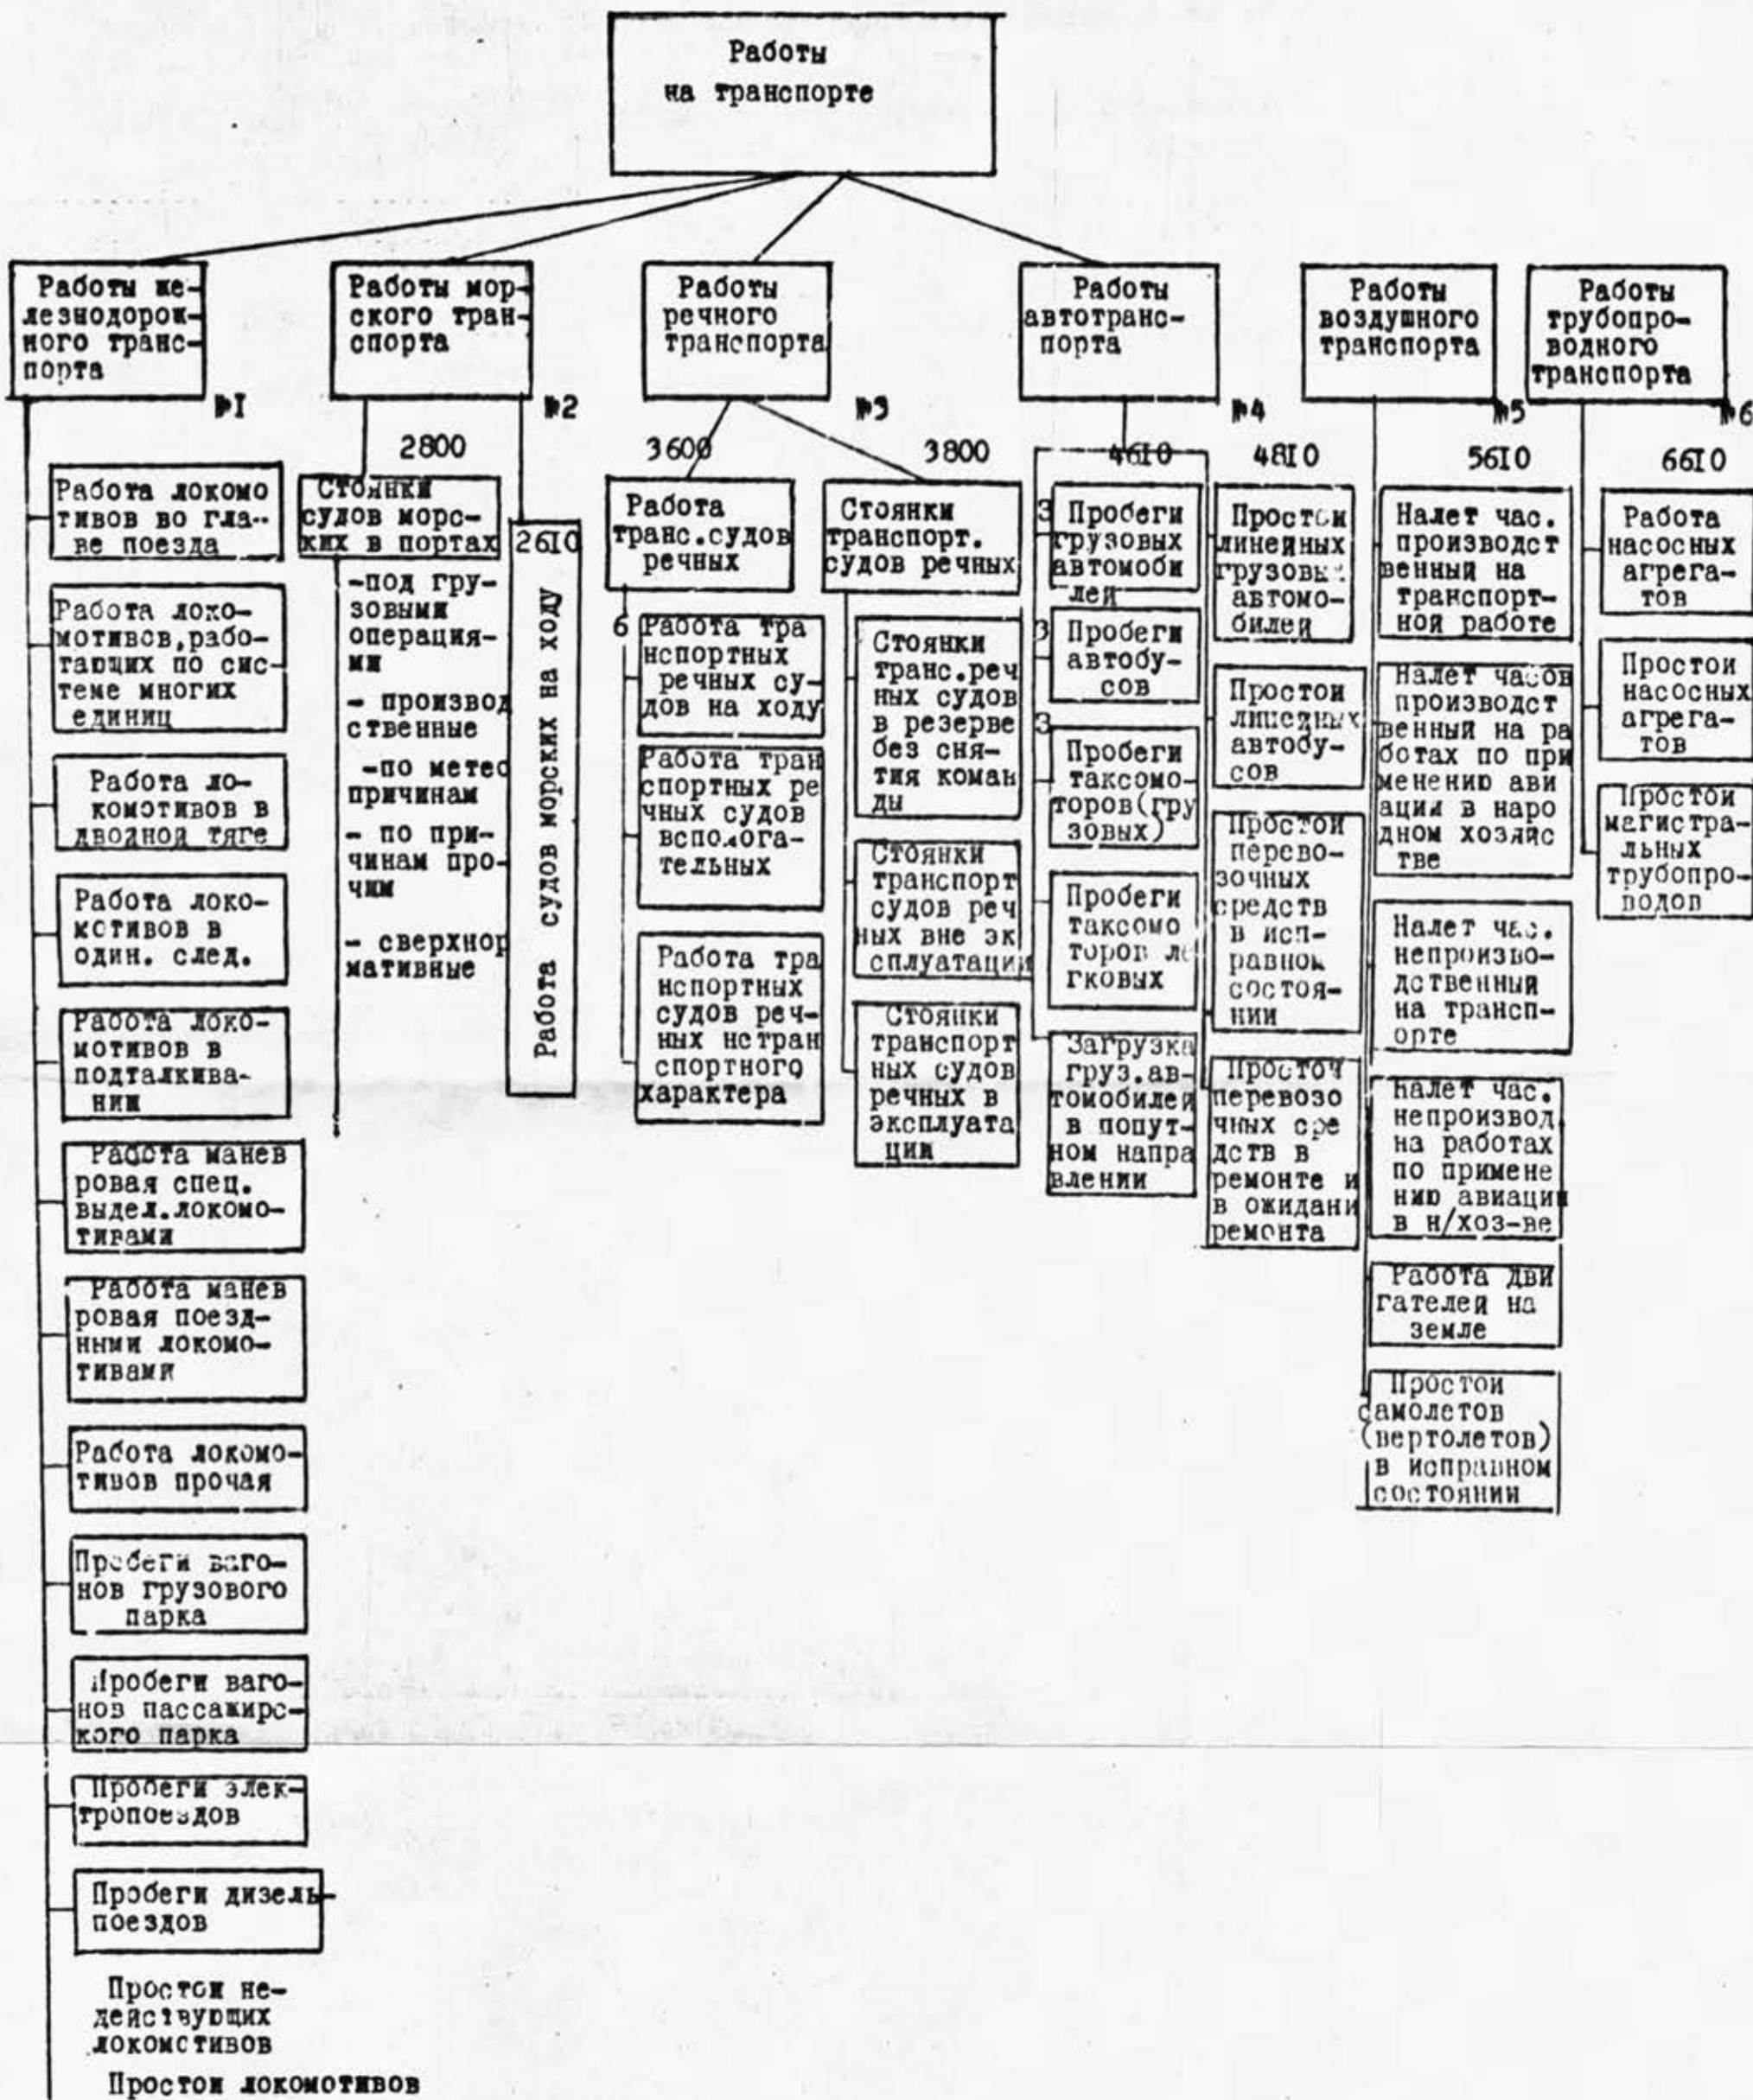 Работы
на транспорте
Работы же-
лезнодорож-
ного транс-
порта
№1
Работы мор-
ского тран-
спорта
№2
Работы
речного
транспорта
№3
Работы
автотранс-
порта
№4
Работы
воздушного
транспорта
№5
Работы
трубопро-
водного
транспорта
№6
Работа локомо
тивов во гла-
ве поезда
Работа локо-
мотивов,рабо-
тающих по сис-
теме многих
единиц
Работа ло-
комотивов в
двойной тяге
Работа локо-
мотивов в
один. след.
Работа локо-
мотивов в
подталкива-
нии
Работа манев
ровая спец.
выдел.локомо-
тивами
Работа манев
ровая поезд-
ными локомо-
тивами
Работа локомо-
тивов прочая
Пробеги ваго-
нов грузового
парка
Пробеги ваго-
нов пассажирс-
кого парка
Пробеги элек-
тропоездов
Пробеги дизель-
поездов
Простои не-
действующих
локомотивов
Простои локомотивов
2800
Стоянки
судов морс-
ких в портах
-под гру-
зовыми
операция-
ми
- производ
ственные
-по метео
причинам
- по при-
чинам про-
чим
- сверхнор
мативные
2610
Работа судов морских на ходу
3600
Работа
транс.судов
речных
6
Работа тра
нспортных
речных су-
дов на ходу
Работа тран
спортных ре
чных судов
вспомога-
тельных
Работа тра
нспортных
судов реч-
ных нетран
спортного
характера
3800
Стоянки
транспорт.
судов речных
Стоянки
транс.реч
ных судов
в резерве
без сня-
тия коман
ды
Стоянки
транспорт
судов реч
ных вне эк
сплуатации
Стоянки
транспорт
ных судов
речных в
эксплуата
ции
4610
3
Пробеги
грузовых
автомоби
лей
3
Пробеги
автобу-
сов
3
Пробеги
таксомо-
торов(гру
зовых)
Пробеги
таксомо
торов ле
гковых
Загрузка
груз.ав-
томобилей
в попут-
ном напра
влении
4810
Простои
линейных
грузовых
автомо-
билей
Простои
линейных
автобу-
сов
Простои
перево-
зочных
средств
в исп-
равном
состоя-
нии
Простои
перевозо
чных сре
дств в
ремонте и
в ожидани
ремонта
5610
Налет час.
производст
венный на
транспорт-
ной работе
Налет часов
производст
венный на ра
ботах по при
менению ави
ации в наро
дном хозяйс
тве
Налет час.
непроизво-
дственный
на трансп-
орте
Налет час.
непроизвод
на работах
по примене
нию авиации
в н/хоз-ве
Работа дви
гателей на
земле
Простои
самолетов
(вертолетов)
в исправном
состоянии
6610
Работа
насосных
агрега-
тов
Простои
насосных
агрега-
тов
Простои
магистра-
льных
трубопро-
водов